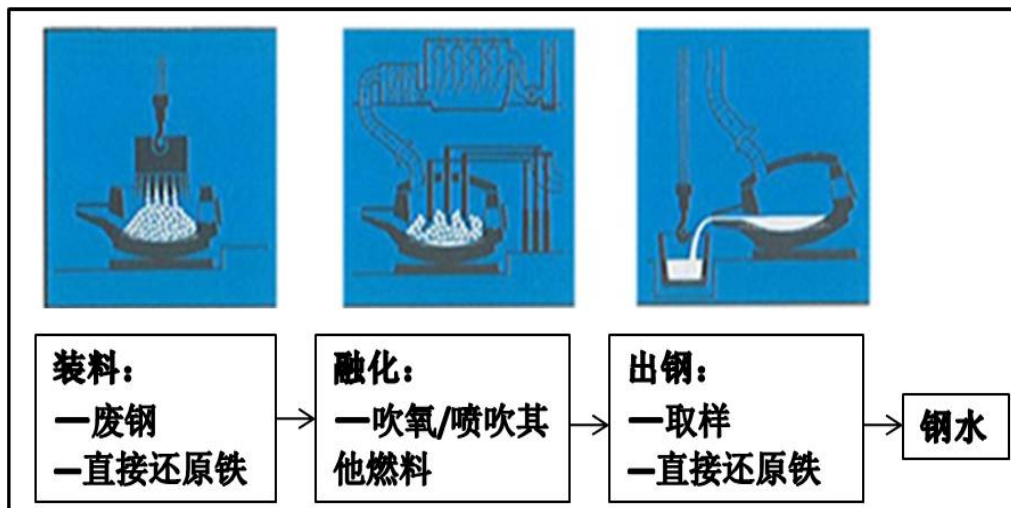 装料：
—废钢
—直接还原铁
融化：
—吹氧/喷吹其
他燃料
出钢：
—取样
—直接还原铁
钢水